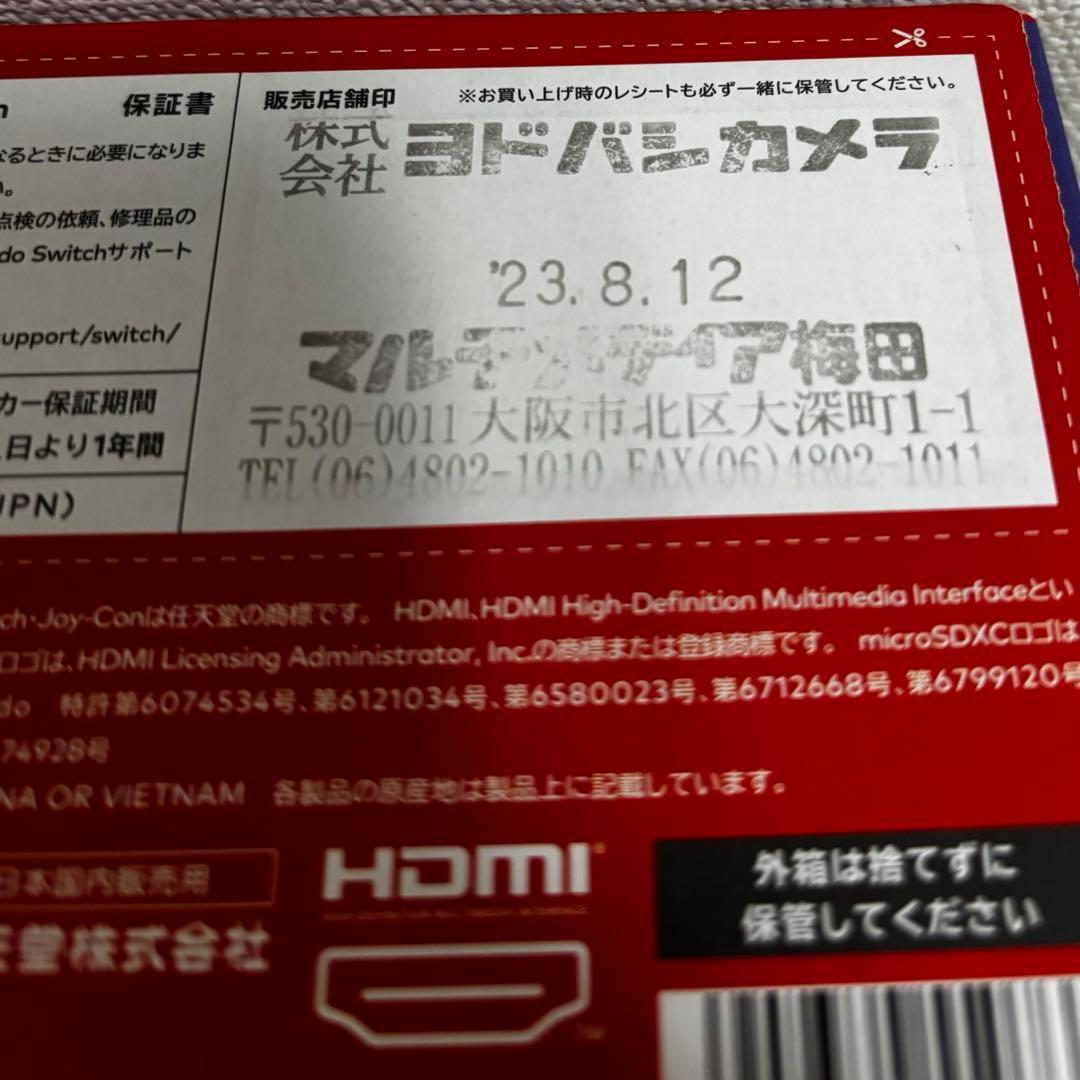 保証書
なるときに必要になりま
点検の依頼、修理品の
do Switchサポート
support/switch/
カー保証期間
日より1年間
JPN)
販売店舗印
※お買い上げ時のレシートも必ず一緒に保管してください。
株式会社 ヨドバシカメラ
'23.8.12
マルチメディア梅田
〒530-0011 大阪市北区大深町1-1
TEL(06)4802-1010 FAX(06)4802-1011
ch・Joy-Conは任天堂の商標です。 HDMI、HDMI High-Definition Multimedia Interfaceとい
ロゴは、HDMI Licensing Administrator, Inc.の商標または登録商標です。 microSDXCロゴは
do 特許第6074534号、第6121034号、第6580023号、第6712668号、第6799120号
74928号
NA OR VIETNAM 各製品の原産地は製品上に記載しています。
日本国内販売用
天堂株式会社
HDMI
外箱は捨てずに
保管してください